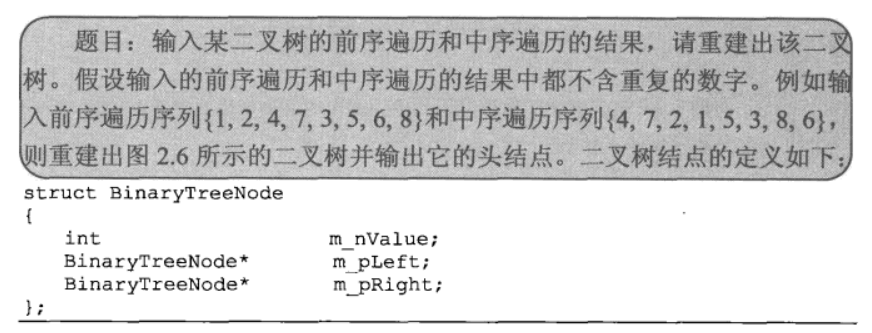 题目：输入某二叉树的前序遍历和中序遍历的结果，请重建出该二叉
树。假设输入的前序遍历和中序遍历的结果中都不含重复的数字。例如输
入前序遍历序列{1, 2, 4, 7, 3, 5, 6, 8}和中序遍历序列{4, 7, 2, 1, 5, 3, 8, 6}，
则重建出图 2.6 所示的二叉树并输出它的头结点。二叉树结点的定义如下：
struct BinaryTreeNode
{
int m_nValue;
BinaryTreeNode* m_pLeft;
BinaryTreeNode* m_pRight;
};